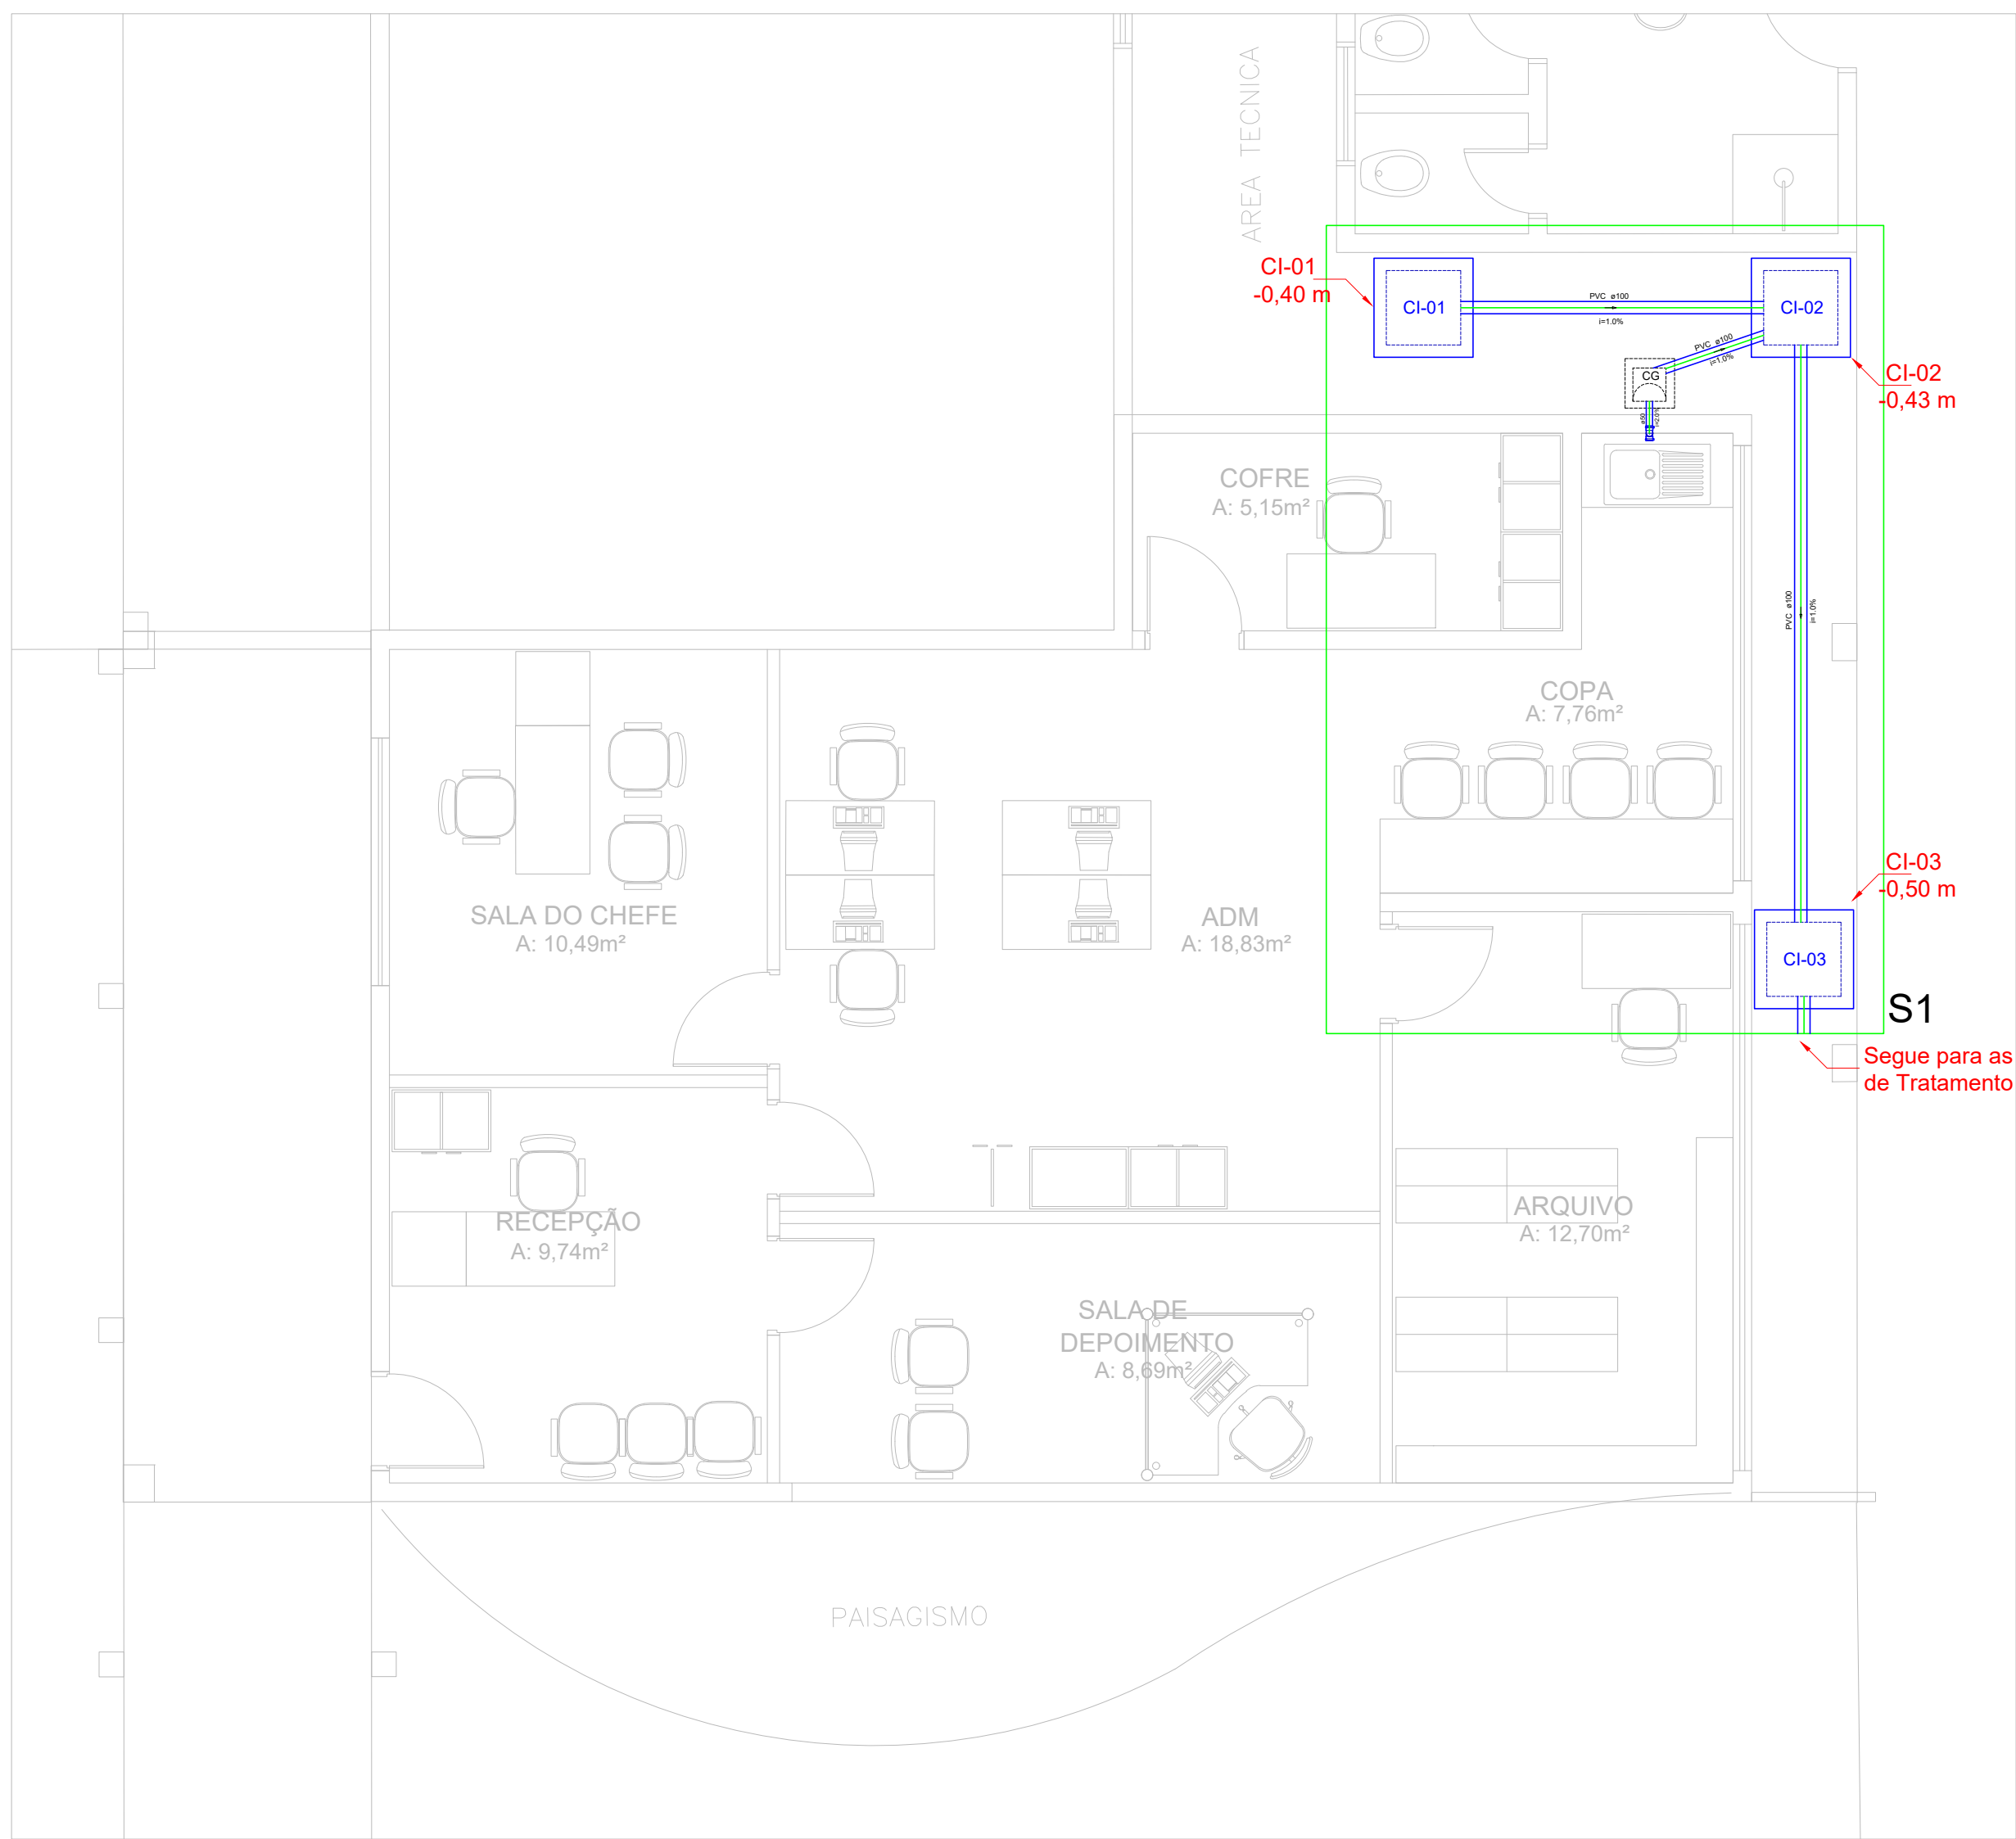 AREA TECNICA
CI-01
-0,40 m
CI-01
PVC ø100
i=1.0%
CI-02
PVC ø100
i=1.0%
CG
ø50
i=2.0%
CI-02
-0,43 m
COFRE
A: 5,15m²
PVC ø100
i=1.0%
COPA
A: 7,76m²
CI-03
-0,50 m
SALA DO CHEFE
A: 10,49m²
ADM
A: 18,83m²
CI-03
S1
Segue para as
de Tratamento
RECEPÇÃO
A: 9,74m²
ARQUIVO
A: 12,70m²
SALA DE
DEPOIMENTO
A: 8,69m²
PAISAGISMO